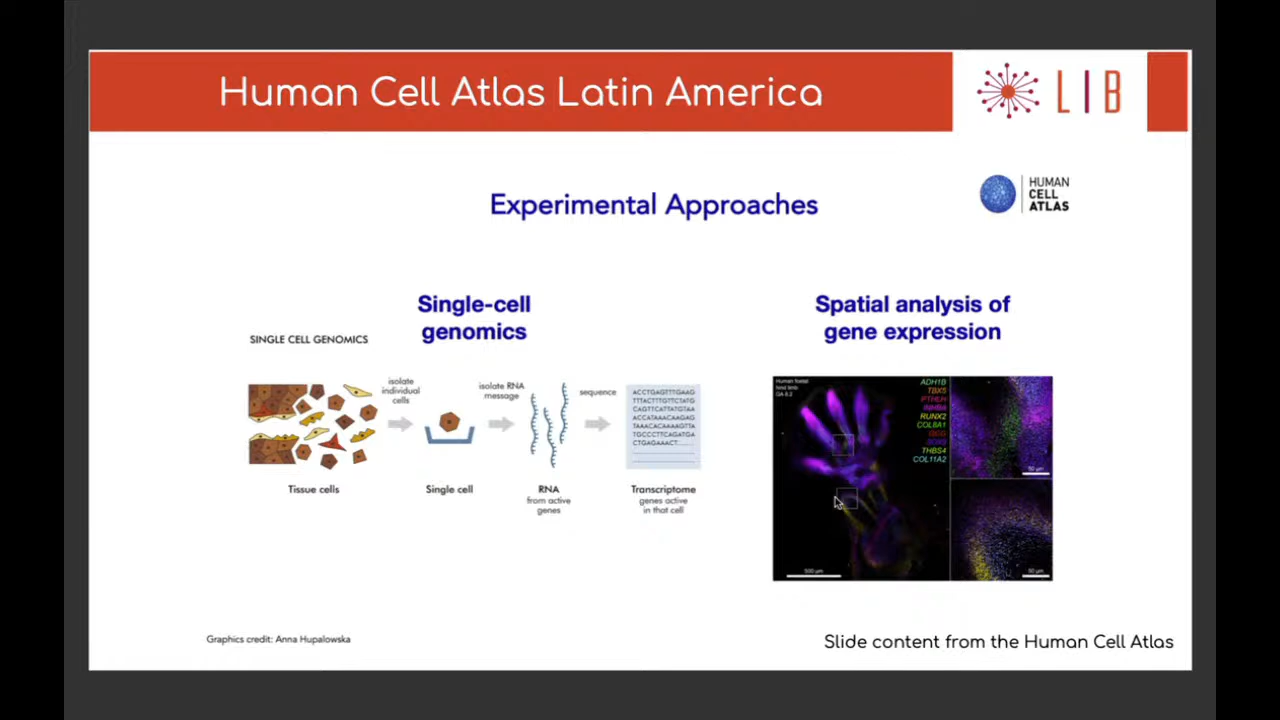 Human Cell Atlas Latin America
LIB
Experimental Approaches
HUMAN
CELL
ATLAS
Single-cell
genomics
SINGLE CELL GENOMICS
isolate
individual
cells
isolate RNA
message
sequence
ACCTGAGTTTGAAG
TTTACTTTGTTCTATG
CAGTTCATTATGTAA
ACCATAAACAAGAG
TAAACACAAAAGTTA
TGCCCTTCAGATGA
CTGAGAAACT
Tissue cells
Single cell
RNA
from active
genes
Transcriptome
genes active
in that cell
Spatial analysis of
gene expression
Human foetal
hind limb
ADH1B
TBX5
PTHLH
INHBA
RUNX2
COL8A1
THBS4
COL11A2
500 µm
50 µm
50 µm
Graphics credit: Anna Hupalowska
Slide content from the Human Cell Atlas